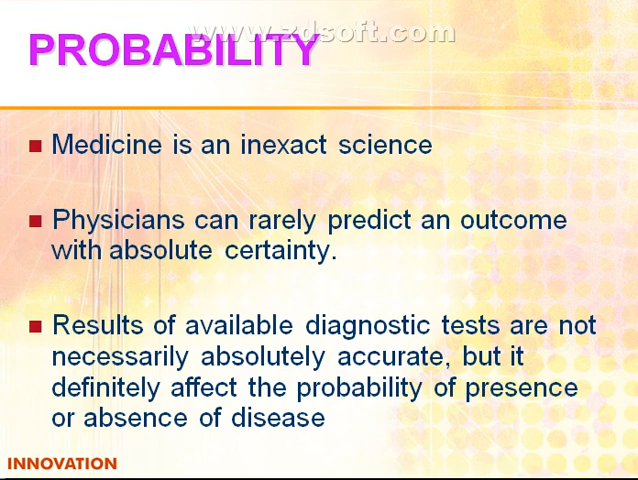 www.zdsoft.com
PROBABILITY
Medicine is an inexact science
Physicians can rarely predict an outcome
with absolute certainty.
Results of available diagnostic tests are not
necessarily absolutely accurate, but it
definitely affect the probability of presence
or absence of disease
INNOVATION